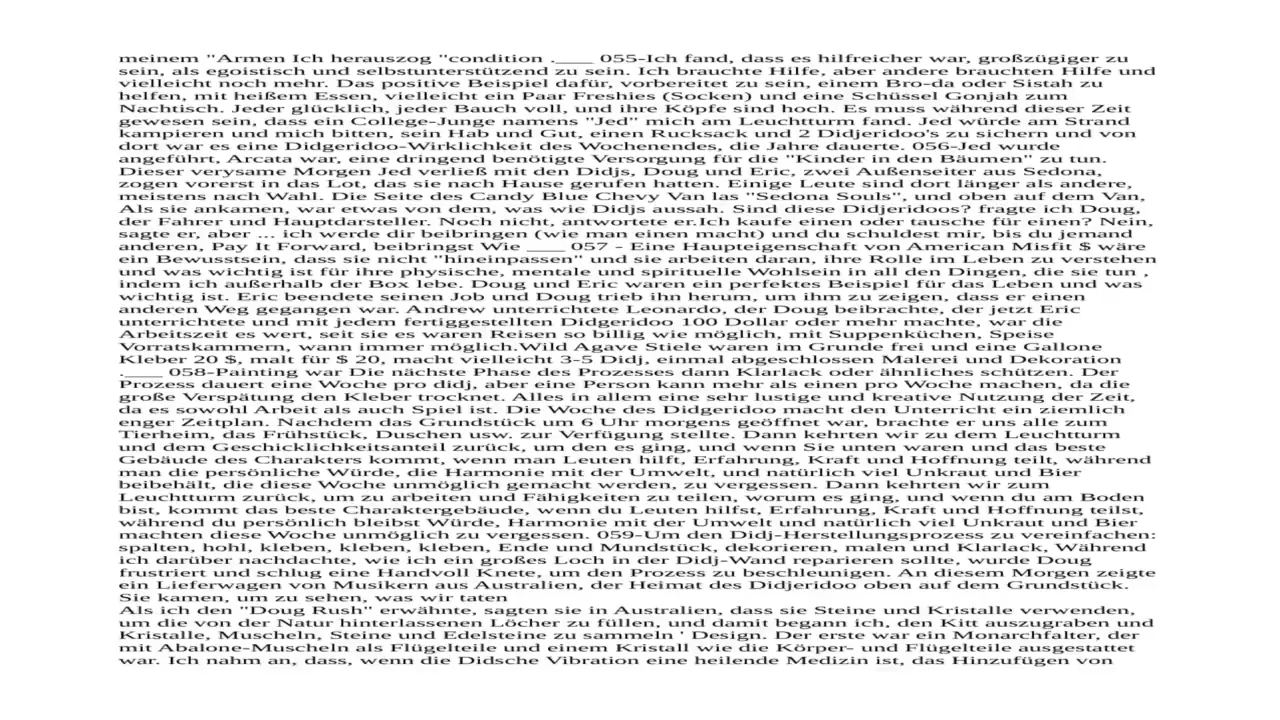 meinem "Armen Ich herauszog "condition .____ 055-Ich fand, dass es hilfreicher war, großzügiger zu
sein, als egoistisch und selbstunterstützend zu sein. Ich brauchte Hilfe, aber andere brauchten Hilfe und
vielleicht noch mehr. Das positive Beispiel dafür, vorbereitet zu sein, einem Bro-da oder Sistah zu
helfen, mit heißem Essen, vielleicht ein Paar Freshies (Socken) und eine Schüssel Gonjah zum
Nachtisch. Jeder glücklich, jeder Bauch voll, und ihre Köpfe sind hoch. Es muss während dieser Zeit
gewesen sein, dass ein College-Junge namens "Jed" mich am Leuchtturm fand. Jed würde am Strand
kampieren und mich bitten, sein Hab und Gut, einen Rucksack und 2 Didjeridoo's zu sichern und von
dort war es eine Didgeridoo-Wirklichkeit des Wochenendes, die Jahre dauerte. 056-Jed wurde
angeführt, Arcata war, eine dringend benötigte Versorgung für die "Kinder in den Bäumen" zu tun.
Dieser verysame Morgen Jed verließ mit den Didjs, Doug und Eric, zwei Außenseiter aus Sedona,
zogen vorerst in das Lot, das sie nach Hause gerufen hatten. Einige Leute sind dort länger als andere,
meistens nach Wahl. Die Seite des Candy Blue Chevy Van las "Sedona Souls", und oben auf dem Van,
Als sie ankamen, war etwas von dem, was wie Didjs aussah. Sind diese Didjeridoos? fragte ich Doug,
der Fahrer und Hauptdarsteller. Noch nicht, antwortete er.Ich kaufe einen oder tausche für einen? Nein,
sagte er, aber ... ich werde dir beibringen (wie man einen macht) und du schuldest mir, bis du jemand
anderen, Pay It Forward, beibringst Wie ____ 057 - Eine Haupteigenschaft von American Misfit $ wäre
ein Bewusstsein, dass sie nicht "hineinpassen" und sie arbeiten daran, ihre Rolle im Leben zu verstehen
und was wichtig ist für ihre physische, mentale und spirituelle Wohlsein in all den Dingen, die sie tun ,
indem ich außerhalb der Box lebe. Doug und Eric waren ein perfektes Beispiel für das Leben und was
wichtig ist. Eric beendete seinen Job und Doug trieb ihn herum, um ihm zu zeigen, dass er einen
anderen Weg gegangen war. Andrew unterrichtete Leonardo, der Doug beibrachte, der jetzt Eric
unterrichtete und mit jedem fertiggestellten Didgeridoo 100 Dollar oder mehr machte, war die
Arbeitszeit es wert, seit sie es waren Reisen so billig wie möglich, mit Suppenküchen, Speise
Vorratskammern, wann immer möglich.Wild Agave Stiele waren im Grunde frei und eine Gallone
Kleber 20 $, malt für $ 20, macht vielleicht 3-5 Didj, einmal abgeschlossen Malerei und Dekoration
.____ 058-Painting war Die nächste Phase des Prozesses dann Klarlack oder ähnliches schützen. Der
Prozess dauert eine Woche pro didj, aber eine Person kann mehr als einen pro Woche machen, da die
große Verspätung den Kleber trocknet. Alles in allem eine sehr lustige und kreative Nutzung der Zeit,
da es sowohl Arbeit als auch Spiel ist. Die Woche des Didgeridoo macht den Unterricht ein ziemlich
enger Zeitplan. Nachdem das Grundstück um 6 Uhr morgens geöffnet war, brachte er uns alle zum
Tierheim, das Frühstück, Duschen usw. zur Verfügung stellte. Dann kehrten wir zu dem Leuchtturm
und dem Geschicklichkeitsanteil zurück, um den es ging, und wenn Sie unten waren und das beste
Gebäude des Charakters kommt, wenn man Leuten hilft, Erfahrung, Kraft und Hoffnung teilt, während
man die persönliche Würde, die Harmonie mit der Umwelt, und natürlich viel Unkraut und Bier
beibehält, die diese Woche unmöglich gemacht werden, zu vergessen. Dann kehrten wir zum
Leuchtturm zurück, um zu arbeiten und Fähigkeiten zu teilen, worum es ging, und wenn du am Boden
bist, kommt das beste Charaktergebäude, wenn du Leuten hilfst, Erfahrung, Kraft und Hoffnung teilst,
während du persönlich bleibst Würde, Harmonie mit der Umwelt und natürlich viel Unkraut und Bier
machten diese Woche unmöglich zu vergessen. 059-Um den Didj-Herstellungsprozess zu vereinfachen:
spalten, hohl, kleben, kleben, kleben, Ende und Mundstück, dekorieren, malen und Klarlack, Während
ich darüber nachdachte, wie ich ein großes Loch in der Didj-Wand reparieren sollte, wurde Doug
frustriert und schlug eine Handvoll Knete, um den Prozess zu beschleunigen. An diesem Morgen zeigte
ein Lieferwagen von Musikern aus Australien, der Heimat des Didjeridoo oben auf dem Grundstück.
Sie kamen, um zu sehen, was wir taten
Als ich den "Doug Rush" erwähnte, sagten sie in Australien, dass sie Steine und Kristalle verwenden,
um die von der Natur hinterlassenen Löcher zu füllen, und damit begann ich, den Kitt auszugraben und
Kristalle, Muscheln, Steine und Edelsteine zu sammeln ' Design. Der erste war ein Monarchfalter, der
mit Abalone-Muscheln als Flügelteile und einem Kristall wie die Körper- und Flügelteile ausgestattet
war. Ich nahm an, dass, wenn die Didsche Vibration eine heilende Medizin ist, das Hinzufügen von